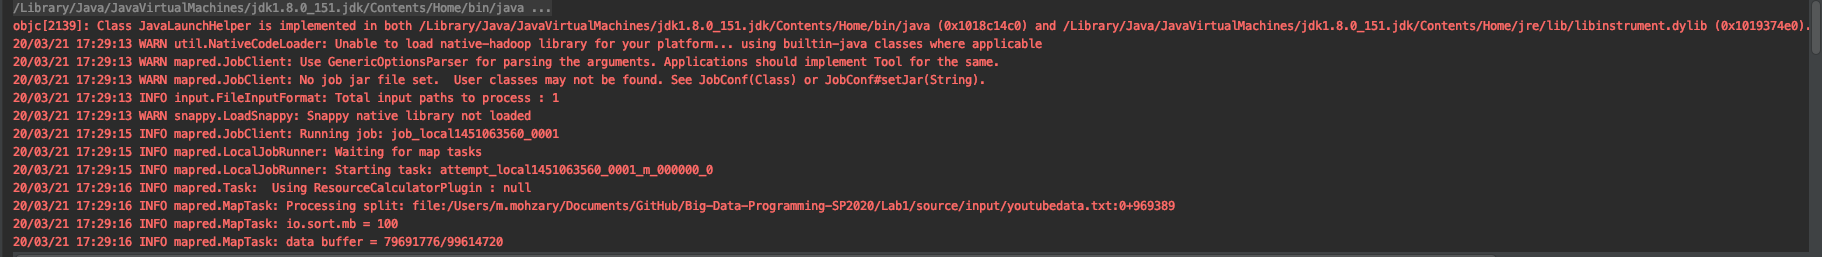 /Library/Java/JavaVirtualMachines/jdk1.8.0_151.jdk/Contents/Home/bin/java ...
objc[2139]: Class JavaLaunchHelper is implemented in both /Library/Java/JavaVirtualMachines/jdk1.8.0_151.jdk/Contents/Home/bin/java (0x1018c14c0) and /Library/Java/JavaVirtualMachines/jdk1.8.0_151.jdk/Contents/Home/jre/lib/libinstrument.dylib (0x1019374e0).
20/03/21 17:29:13 WARN util.NativeCodeLoader: Unable to load native-hadoop library for your platform... using builtin-java classes where applicable
20/03/21 17:29:13 WARN mapred.JobClient: Use GenericOptionsParser for parsing the arguments. Applications should implement Tool for the same.
20/03/21 17:29:13 WARN mapred.JobClient: No job jar file set.  User classes may not be found. See JobConf(Class) or JobConf#setJar(String).
20/03/21 17:29:13 INFO input.FileInputFormat: Total input paths to process : 1
20/03/21 17:29:13 WARN snappy.LoadSnappy: Snappy native library not loaded
20/03/21 17:29:15 INFO mapred.JobClient: Running job: job_local1451063560_0001
20/03/21 17:29:15 INFO mapred.LocalJobRunner: Waiting for map tasks
20/03/21 17:29:15 INFO mapred.LocalJobRunner: Starting task: attempt_local1451063560_0001_m_000000_0
20/03/21 17:29:16 INFO mapred.Task:  Using ResourceCalculatorPlugin : null
20/03/21 17:29:16 INFO mapred.MapTask: Processing split: file:/Users/m.mohzary/Documents/GitHub/Big-Data-Programming-SP2020/Lab1/source/input/youtubedata.txt:0+969389
20/03/21 17:29:16 INFO mapred.MapTask: io.sort.mb = 100
20/03/21 17:29:16 INFO mapred.MapTask: data buffer = 79691776/99614720